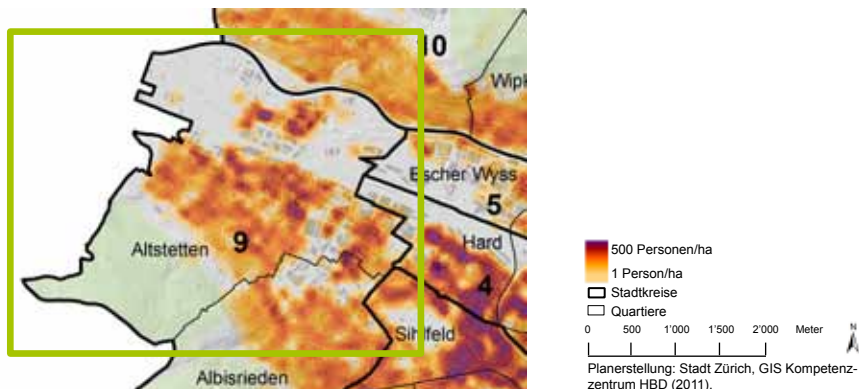 10
Wipk
Escher Wyss
5
Altstetten
9
Hard
4
Sihlfeld
Albisrieden
500 Personen/ha
1 Person/ha
Stadtkreise
Quartiere
0 500 1'000 1'500 2'000 Meter N
Planerstellung: Stadt Zürich, GIS Kompetenz-
zentrum HBD (2011).